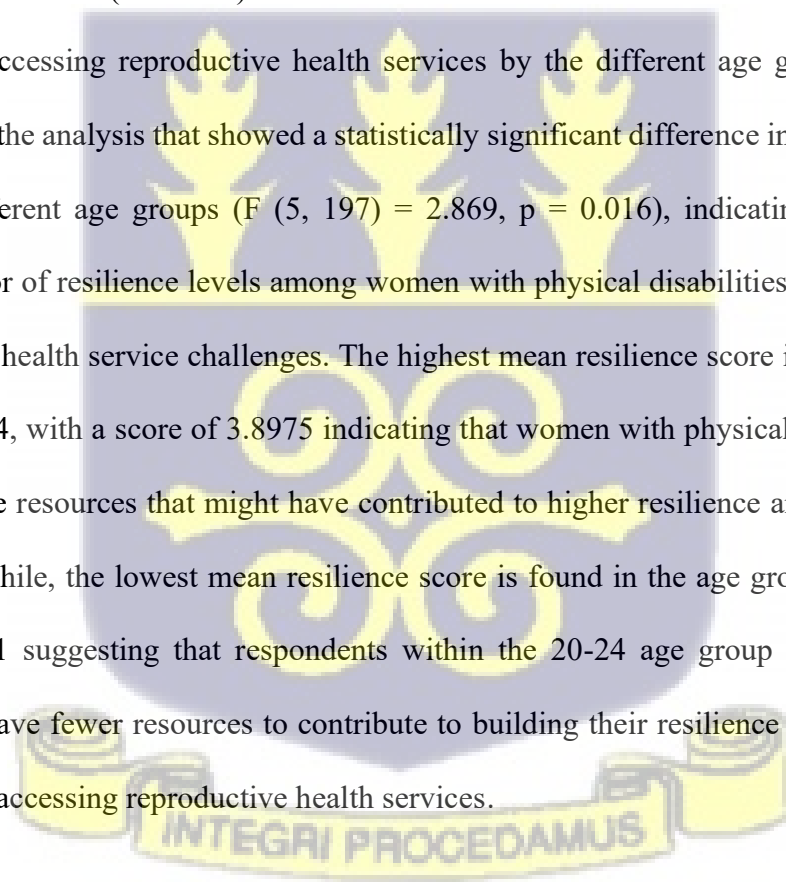 ccessing reproductive health services by the different age g
the analysis that showed a statistically significant difference in
erent age groups (F (5, 197) = 2.869, p = 0.016), indicatin
r of resilience levels among women with physical disabilities
health service challenges. The highest mean resilience score i
4, with a score of 3.8975 indicating that women with physical
e resources that might have contributed to higher resilience a
hile, the lowest mean resilience score is found in the age gro
1 suggesting that respondents within the 20-24 age group
ave fewer resources to contribute to building their resilience
accessing reproductive health services.
INTEGRI PROCEDAMUS